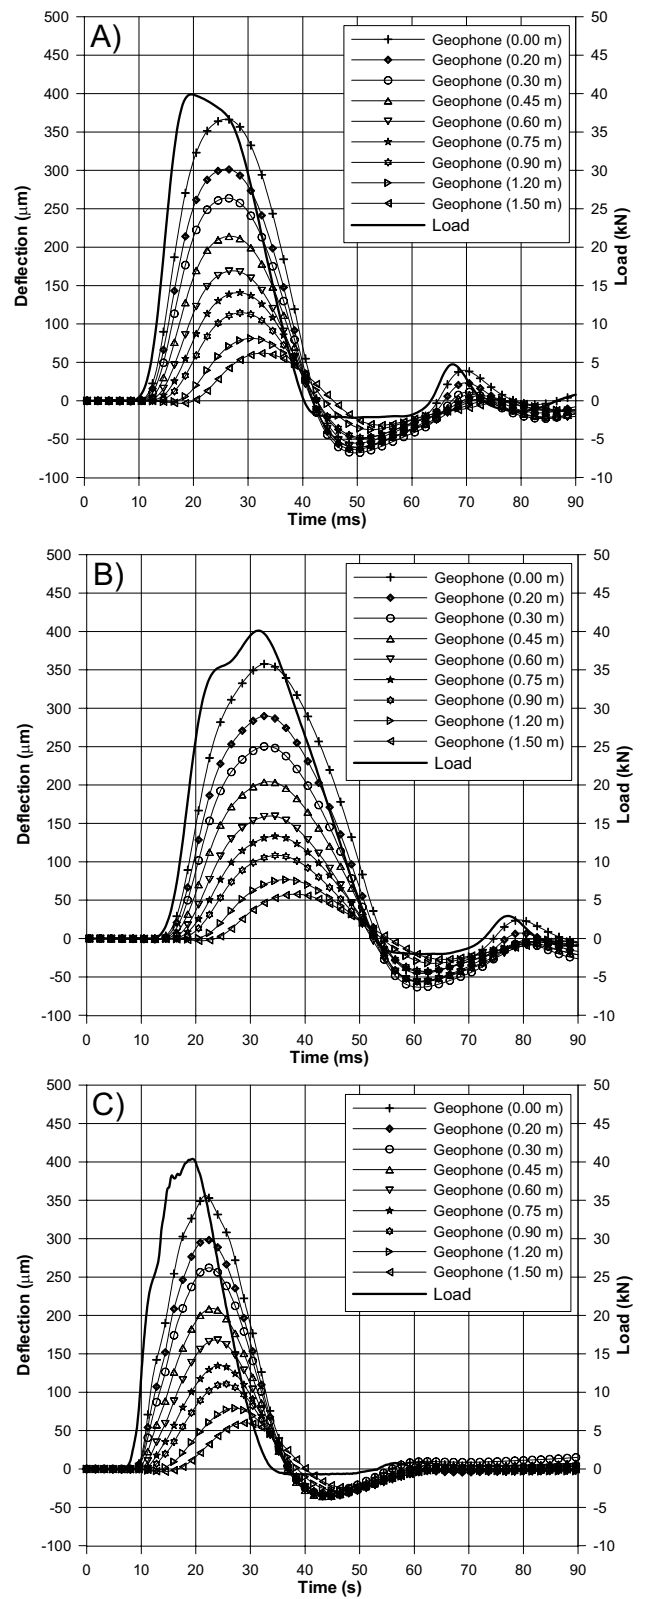 A)
Geophone (0.00 m)
Geophone (0.20 m)
Geophone (0.30 m)
Geophone (0.45 m)
Geophone (0.60 m)
Geophone (0.75 m)
Geophone (0.90 m)
Geophone (1.20 m)
Geophone (1.50 m)
Load
500
450
400
350
300
250
200
150
100
50
0
-50
-100
Deflection (μm)
50
45
40
35
30
25
20
15
10
5
0
-5
-10
Load (kN)
0 10 20 30 40 50 60 70 80 90
Time (ms)
B)
Geophone (0.00 m)
Geophone (0.20 m)
Geophone (0.30 m)
Geophone (0.45 m)
Geophone (0.60 m)
Geophone (0.75 m)
Geophone (0.90 m)
Geophone (1.20 m)
Geophone (1.50 m)
Load
500
450
400
350
300
250
200
150
100
50
0
-50
-100
Deflection (μm)
50
45
40
35
30
25
20
15
10
5
0
-5
-10
Load (kN)
0 10 20 30 40 50 60 70 80 90
Time (ms)
C)
Geophone (0.00 m)
Geophone (0.20 m)
Geophone (0.30 m)
Geophone (0.45 m)
Geophone (0.60 m)
Geophone (0.75 m)
Geophone (0.90 m)
Geophone (1.20 m)
Geophone (1.50 m)
Load
500
450
400
350
300
250
200
150
100
50
0
-50
-100
Deflection (μm)
50
45
40
35
30
25
20
15
10
5
0
-5
-10
Load (kN)
0 10 20 30 40 50 60 70 80 90
Time (s)